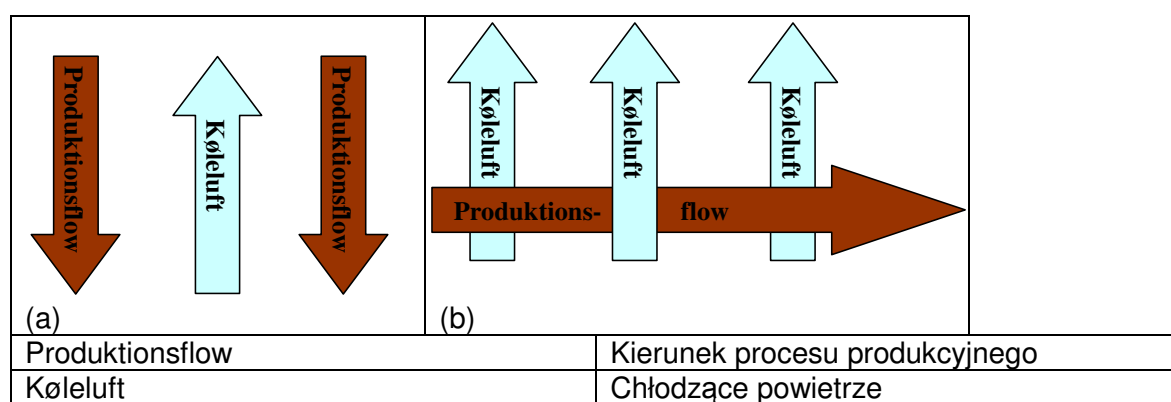 Produktionsflow
Køleluft
Produktionsflow
(a)
Køleluft
Køleluft
Køleluft
Produktions- flow
(b)
Produktionsflow Kierunek procesu produkcyjnego
Køleluft Chłodzące powietrze